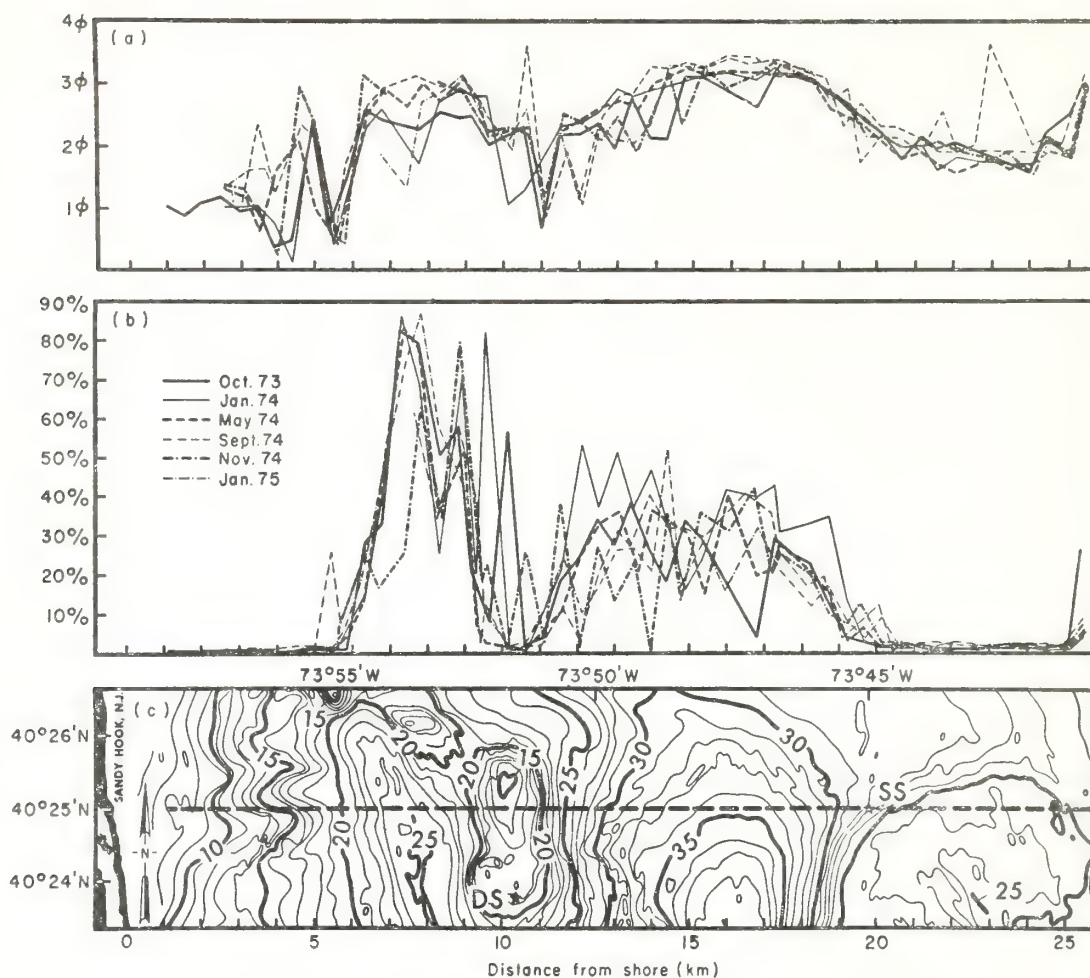 (a)
4ϕ
3ϕ
2ϕ
1ϕ
(b)
90%
80%
70%
60%
50%
40%
30%
20%
10%
Oct. 73
Jan. 74
May 74
Sept. 74
Nov. 74
Jan. 75
73°55'W
73°50'W
73°45'W
(c)
SANDY HOOK, N.J.
40°26'N
40°25'N
40°24'N
-N-
15
15
10
20
20
25
20
15
20
25
DS
30
30
35
SS
25
0
5
10
15
20
25
Distance from shore (km)